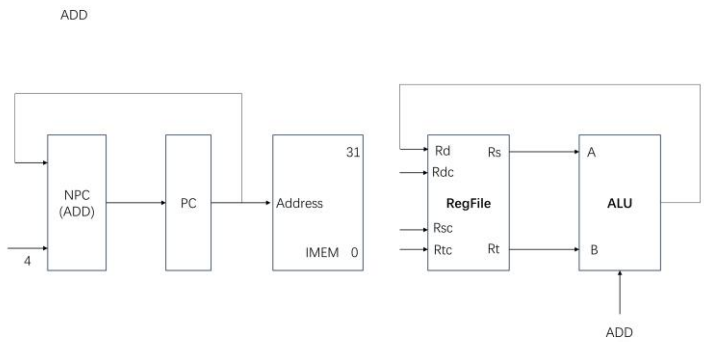 ADD
NPC
(ADD)
4
PC
31
Address
IMEM 0
Rd
Rdc
Rsc
Rtc
RegFile
Rs
Rt
A
ALU
B
ADD